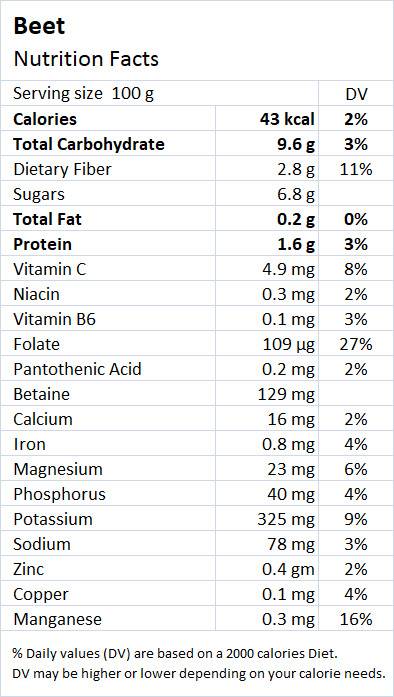 Beet
Nutrition Facts
Serving size 100 g DV
Calories 43 kcal 2%
Total Carbohydrate 9.6 g 3%
Dietary Fiber 2.8 g 11%
Sugars 6.8 g
Total Fat 0.2 g 0%
Protein 1.6 g 3%
Vitamin C 4.9 mg 8%
Niacin 0.3 mg 2%
Vitamin B6 0.1 mg 3%
Folate 109 µg 27%
Pantothenic Acid 0.2 mg 2%
Betaine 129 mg
Calcium 16 mg 2%
Iron 0.8 mg 4%
Magnesium 23 mg 6%
Phosphorus 40 mg 4%
Potassium 325 mg 9%
Sodium 78 mg 3%
Zinc 0.4 gm 2%
Copper 0.1 mg 4%
Manganese 0.3 mg 16%
% Daily values (DV) are based on a 2000 calories Diet.
DV may be higher or lower depending on your calorie needs.